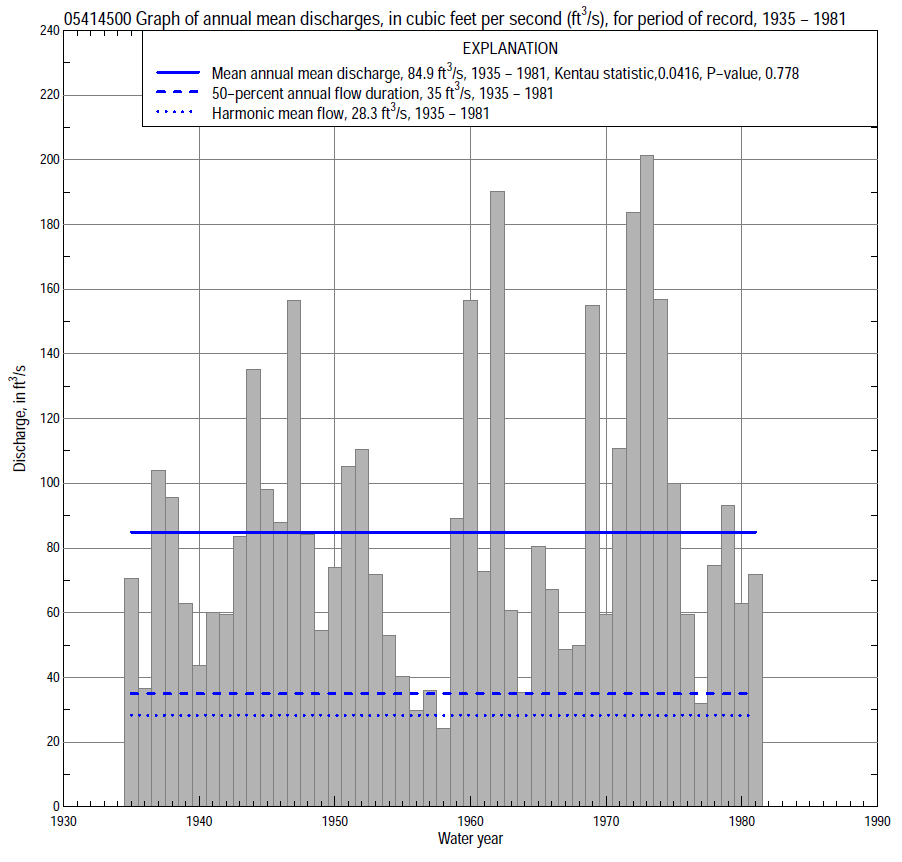 05414500 Graph of annual mean discharges, in cubic feet per second (ft³/s), for period of record, 1935 – 1981
EXPLANATION
Mean annual mean discharge, 84.9 ft³/s, 1935 – 1981, Kentau statistic,0.0416, P–value, 0.778
50–percent annual flow duration, 35 ft³/s, 1935 – 1981
Harmonic mean flow, 28.3 ft³/s, 1935 – 1981
240
220
200
180
160
140
120
100
80
60
40
20
0
Discharge, in ft³/s
1930 1940 1950 1960 1970 1980 1990
Water year